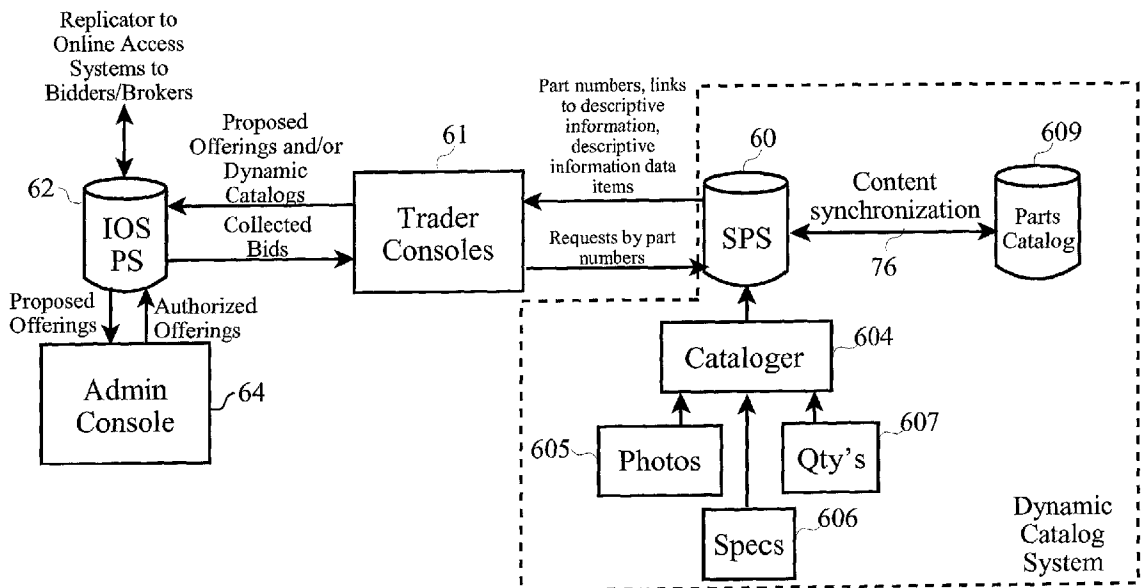 Replicator to
Online Access
Systems to
Bidders/Brokers
62
IOS
PS
Proposed
Offerings and/or
Dynamic
Catalogs
Collected
Bids
61
Trader
Consoles
Part numbers, links
to descriptive
information,
descriptive
information data
items
Requests by part
numbers
60
SPS
Content
synchronization
76
609
Parts
Catalog
Proposed
Offerings
Authorized
Offerings
Admin
Console
64
Cataloger
604
605
Photos
Specs
606
Qty's
607
Dynamic
Catalog
System